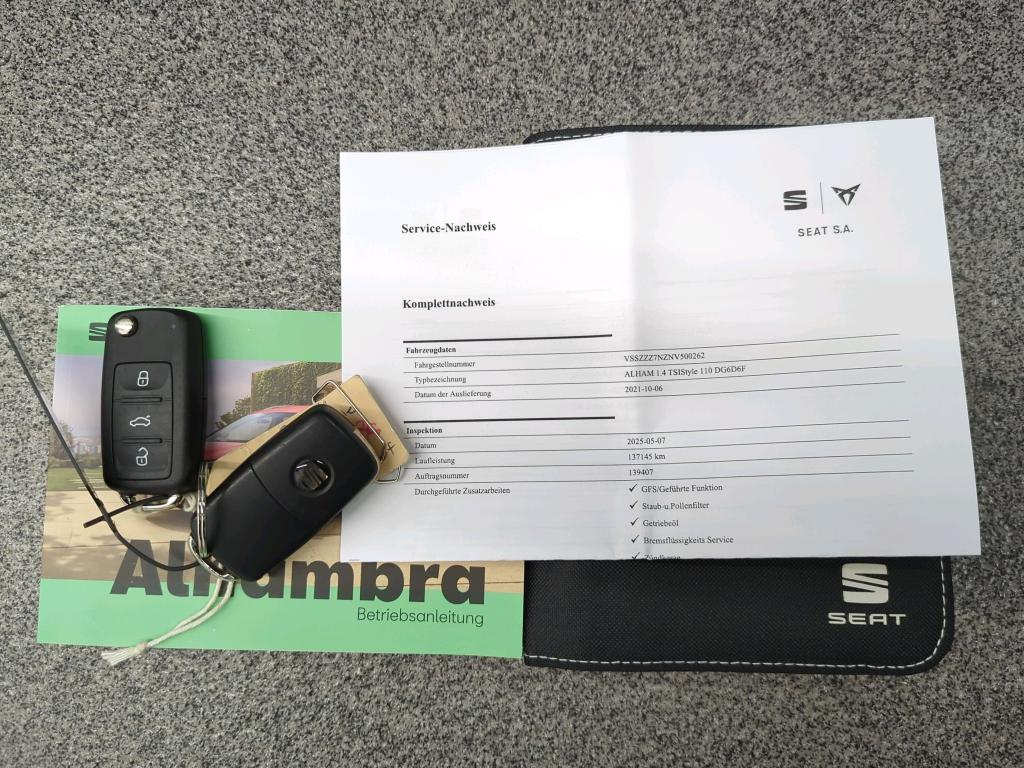 Service-Nachweis
SEAT S.A.
Komplettnachweis
Fahrzeugdaten
Fahrgestellnummer VSSZZZ7NZNV500262
Typbezeichnung ALHAM 1.4 TSIStyle 110 DG6D6F
Datum der Auslieferung 2021-10-06
Inspektion
Datum 2025-05-07
Laufleistung 137145 km
Auftragsnummer 139407
Durchgeführte Zusatzarbeiten ✓ GFS/Geführte Funktion
✓ Staub-u.Pollenfilter
✓ Getriebeöl
✓ Bremsflüssigkeits Service
✓ Zündkerzen
Alhambra
Betriebsanleitung
SEAT